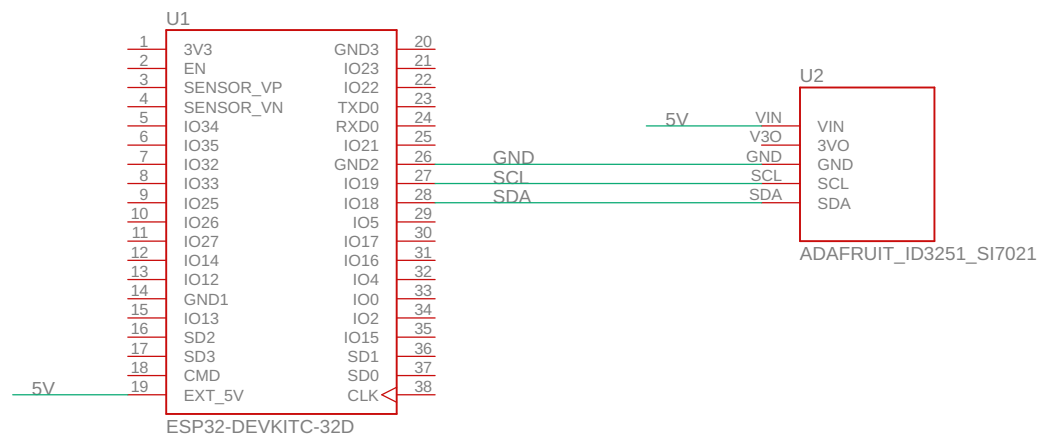 U1
1 3V3 GND3 20
2 EN IO23 21
3 SENSOR_VP IO22 22
4 SENSOR_VN TXD0 23
5 IO34 RXD0 24
6 IO35 IO21 25
7 IO32 GND2 26
8 IO33 IO19 27
9 IO25 IO18 28
10 IO26 IO5 29
11 IO27 IO17 30
12 IO14 IO16 31
13 IO12 IO4 32
14 GND1 IO0 33
15 IO13 IO2 34
16 SD2 IO15 35
17 SD3 SD1 36
18 CMD SD0 37
5V 19 EXT_5V CLK 38
ESP32-DEVKITC-32D
GND
SCL
SDA
U2
5V VIN VIN
V3O 3VO
GND GND
SCL SCL
SDA SDA
ADAFRUIT_ID3251_SI7021